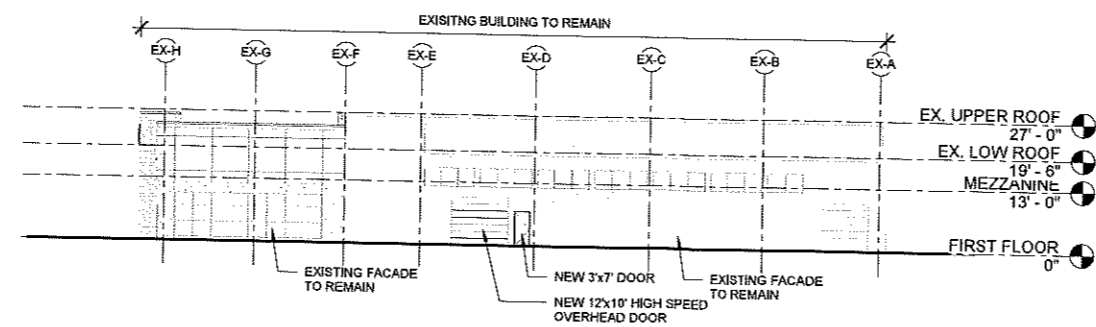 EXISITNG BUILDING TO REMAIN
EX-H EX-G EX-F EX-E EX-D EX-C EX-B EX-A
EX. UPPER ROOF
27' - 0"
EX. LOW ROOF
19' - 6"
MEZZANINE
13' - 0"
FIRST FLOOR
0"
EXISTING FACADE
TO REMAIN
NEW 3'x7' DOOR
NEW 12'x10' HIGH SPEED
OVERHEAD DOOR
EXISTING FACADE
TO REMAIN